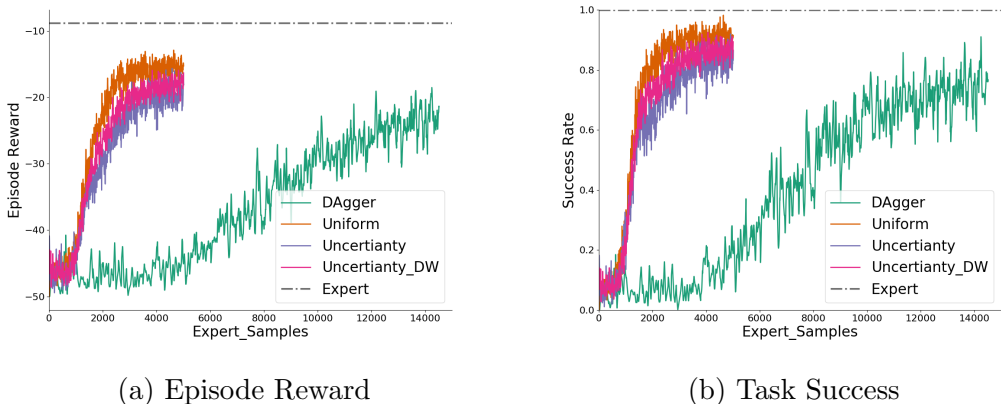 −10
−20
−30
−40
−50
Episode Reward
0 2000 4000 6000 8000 10000 12000 14000
Expert_Samples
DAgger
Uniform
Uncertianty
Uncertianty_DW
Expert
(a) Episode Reward
1.0
0.8
0.6
0.4
0.2
0.0
Success Rate
0 2000 4000 6000 8000 10000 12000 14000
Expert_Samples
DAgger
Uniform
Uncertianty
Uncertianty_DW
Expert
(b) Task Success